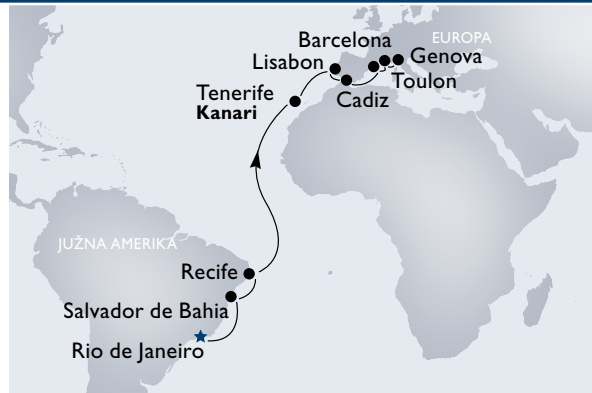 Barcelona
EUROPA
Lisabon
Genova
Toulon
Tenerife
Kanari
Cadiz
JUŽNA AMERIKA
Recife
Salvador de Bahia
Rio de Janeiro